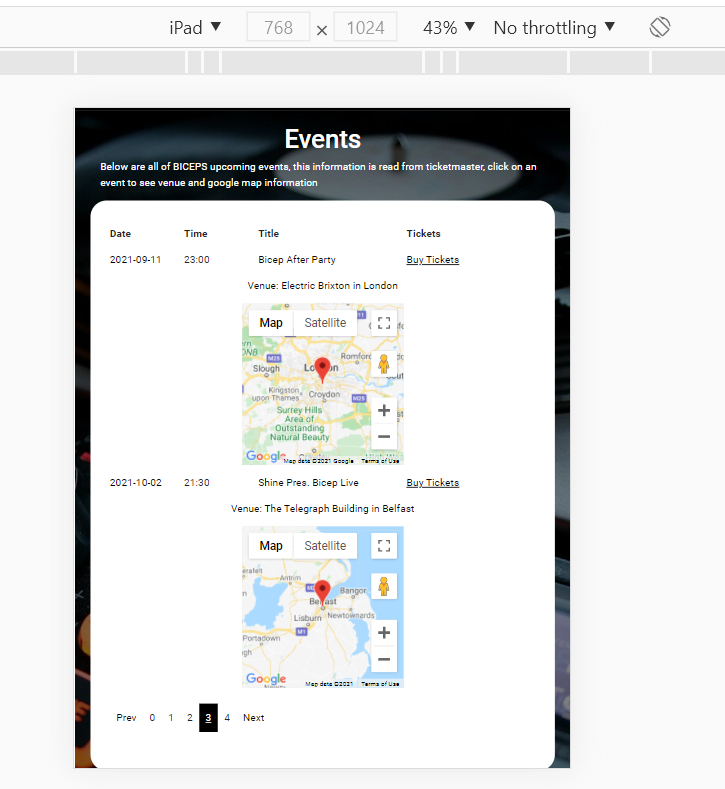 iPad ▼ 768 × 1024 43% ▼ No throttling ▼
Events
Below are all of BICEPS upcoming events, this information is read from ticketmaster, click on an
event to see venue and google map information
Date Time Title Tickets
2021-09-11 23:00 Bicep After Party Buy Tickets
Venue: Electric Brixton in London
Map Satellite
M25
Romford
Slough
Kingston
upon Thames
Croydon
M25
Surrey Hills
Area of
Outstanding
Natural Beauty
Google Map data ©2021 Google Terms of Use
2021-10-02 21:30 Shine Pres. Bicep Live Buy Tickets
Venue: The Telegraph Building in Belfast
Map Satellite
Antrim
Bangor
Belfast
Lisburn Newtownards
M1
Portadown
Google Map data ©2021 Terms of Use
Prev 0 1 2 3 4 Next